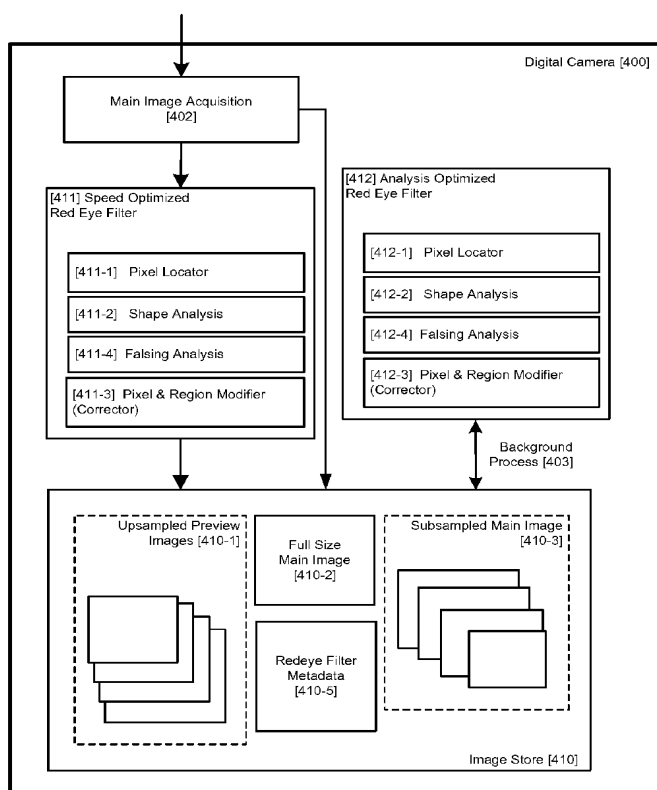 Digital Camera [400]
Main Image Acquisition
[402]
[411] Speed Optimized
Red Eye Filter
[411-1] Pixel Locator
[411-2] Shape Analysis
[411-4] Falsing Analysis
[411-3] Pixel & Region Modifier
(Corrector)
[412] Analysis Optimized
Red Eye Filter
[412-1] Pixel Locator
[412-2] Shape Analysis
[412-4] Falsing Analysis
[412-3] Pixel & Region Modifier
(Corrector)
Background
Process [403]
Upsampled Preview
Images [410-1]
Full Size
Main Image
[410-2]
Subsampled Main Image
[410-3]
Redeye Filter
Metadata
[410-5]
Image Store [410]